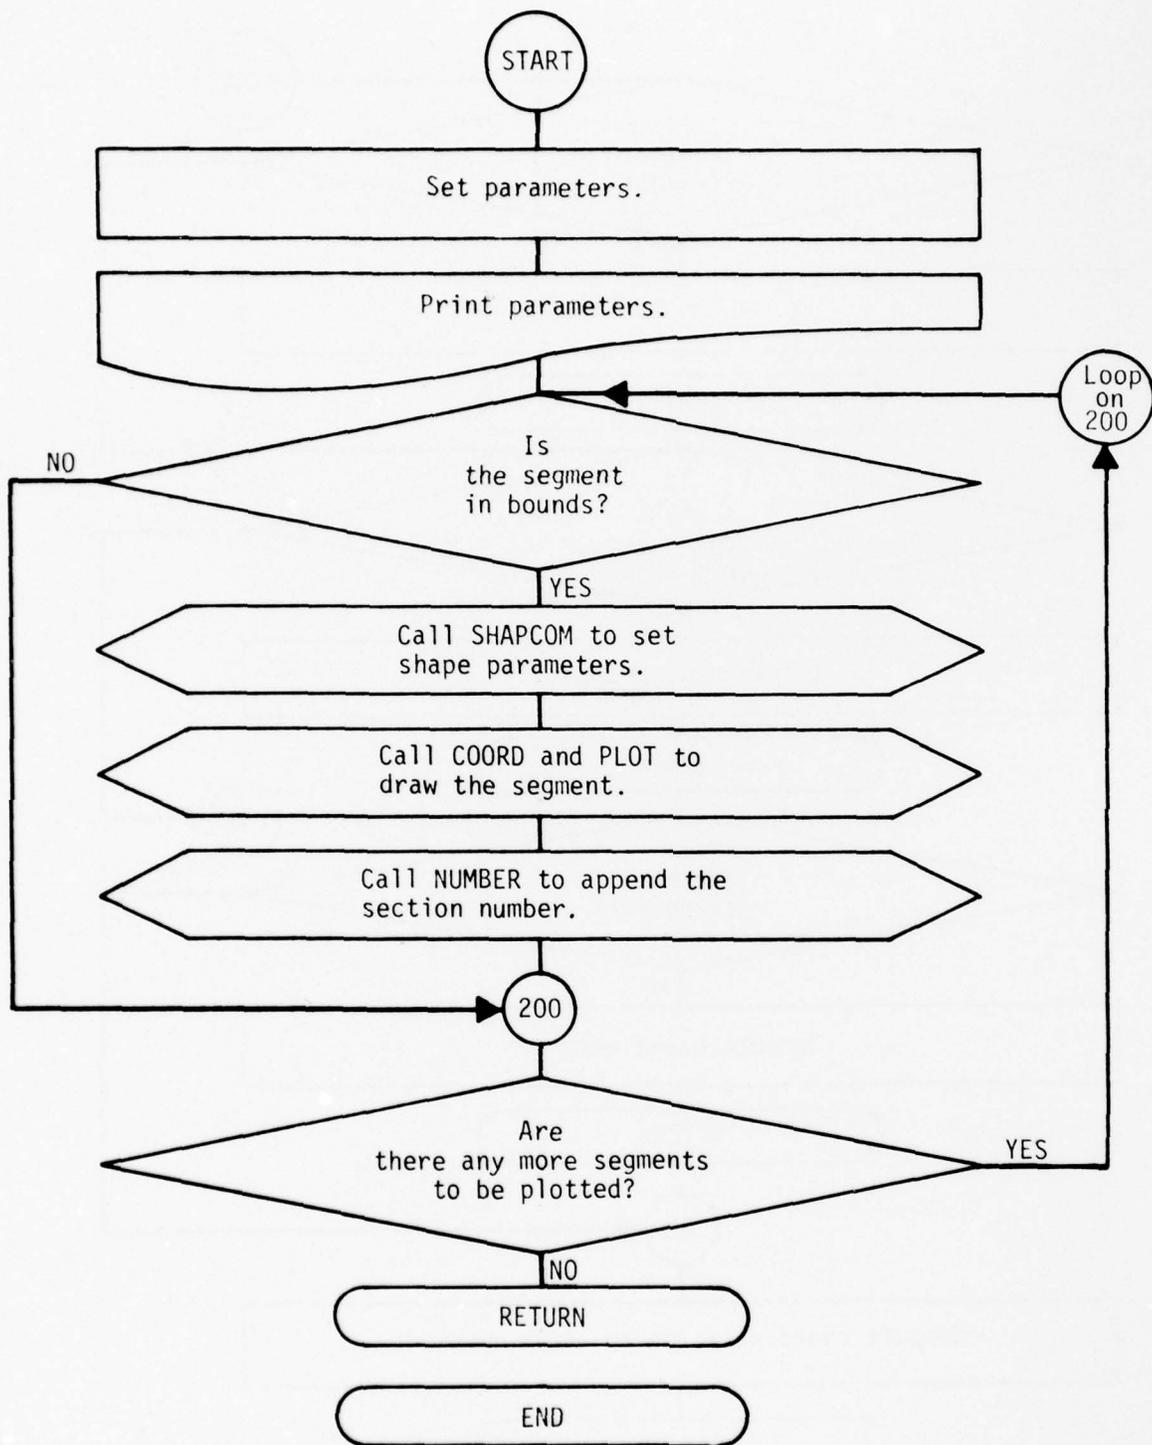 START
Set parameters.
Print parameters.
Loop
on
200
Is
the segment
in bounds?
NO
YES
Call SHAPCOM to set
shape parameters.
Call COORD and PLOT to
draw the segment.
Call NUMBER to append the
section number.
200
Are
there any more segments
to be plotted?
YES
NO
RETURN
END